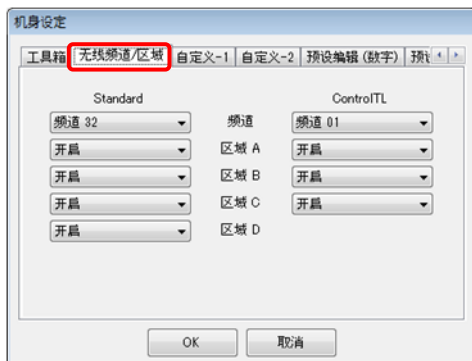 机身设定
工具箱 无线频道/区域 自定义-1 自定义-2 预设编辑 (数字)
Standard ControlTL
频道 32 频道 频道 01
开启 区域 A 开启
开启 区域 B 开启
开启 区域 C 开启
开启 区域 D
OK 取消